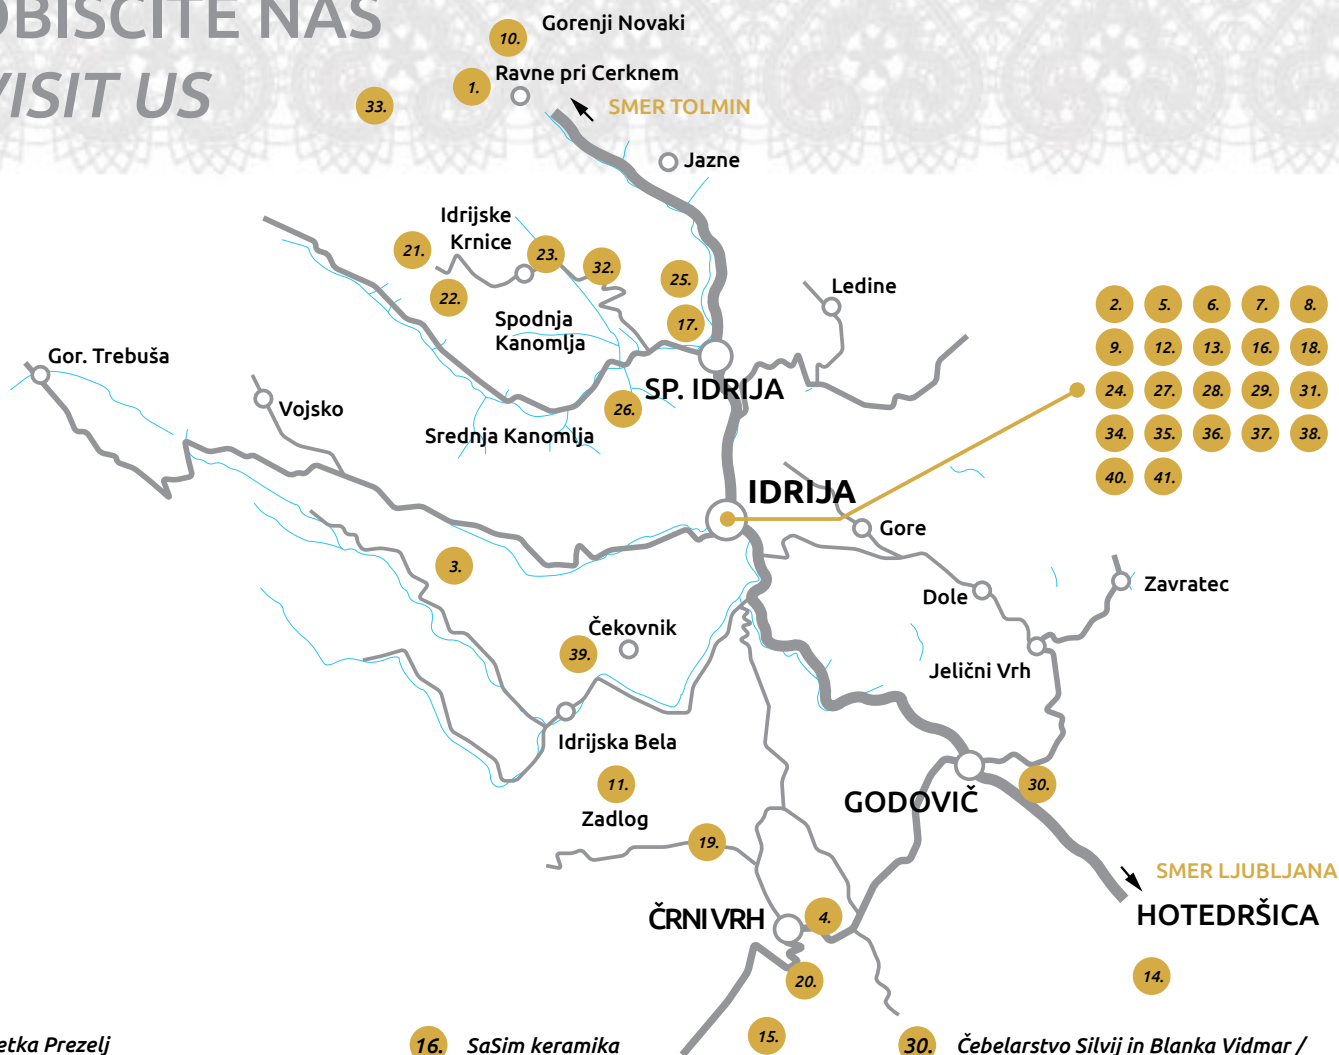 OBIŠČITE NAS
VISIT US
10.
Gorenji Novaki
1.
Ravne pri Cerknem
33.
SMER TOLMIN
Jazne
Idrijske
Krnice
21.
23.
32.
25.
22.
17.
Ledine
Spodnja
Kanomlja
Gor. Trebuša
Vojsko
SP. IDRIJA
26.
Srednja Kanomlja
2. 5. 6. 7. 8.
9. 12. 13. 16. 18.
24. 27. 28. 29. 31.
34. 35. 36. 37. 38.
40. 41.
IDRIJA
Gore
3.
Dole
Zavratec
Čekovnik
39.
Jelični Vrh
Idrijska Bela
11.
Zadlog
GODOVIČ
30.
19.
SMER LJUBLJANA
HOTEDRŠICA
ČRNI VRH
4.
20.
14.
15.
etka Prezelj
16. SaSim keramika
30. Čebelarstvo Silvij in Blanka Vidmar /